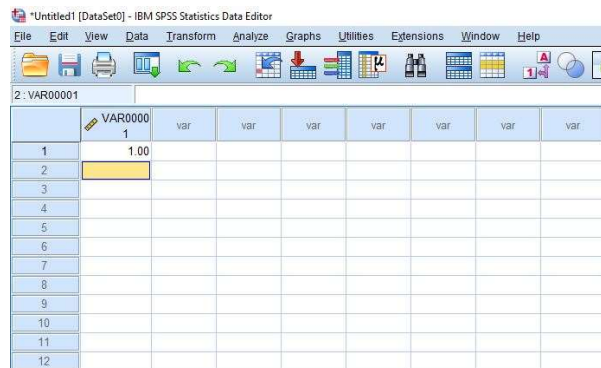 *Untitled1 [DataSet0] - IBM SPSS Statistics Data Editor
File Edit View Data Transform Analyze Graphs Utilities Extensions Window Help
A
14
2 : VAR00001
VAR0000
1 var var var var var var var
1 1.00
2
3
4
5
6
7
8
9
10
11
12